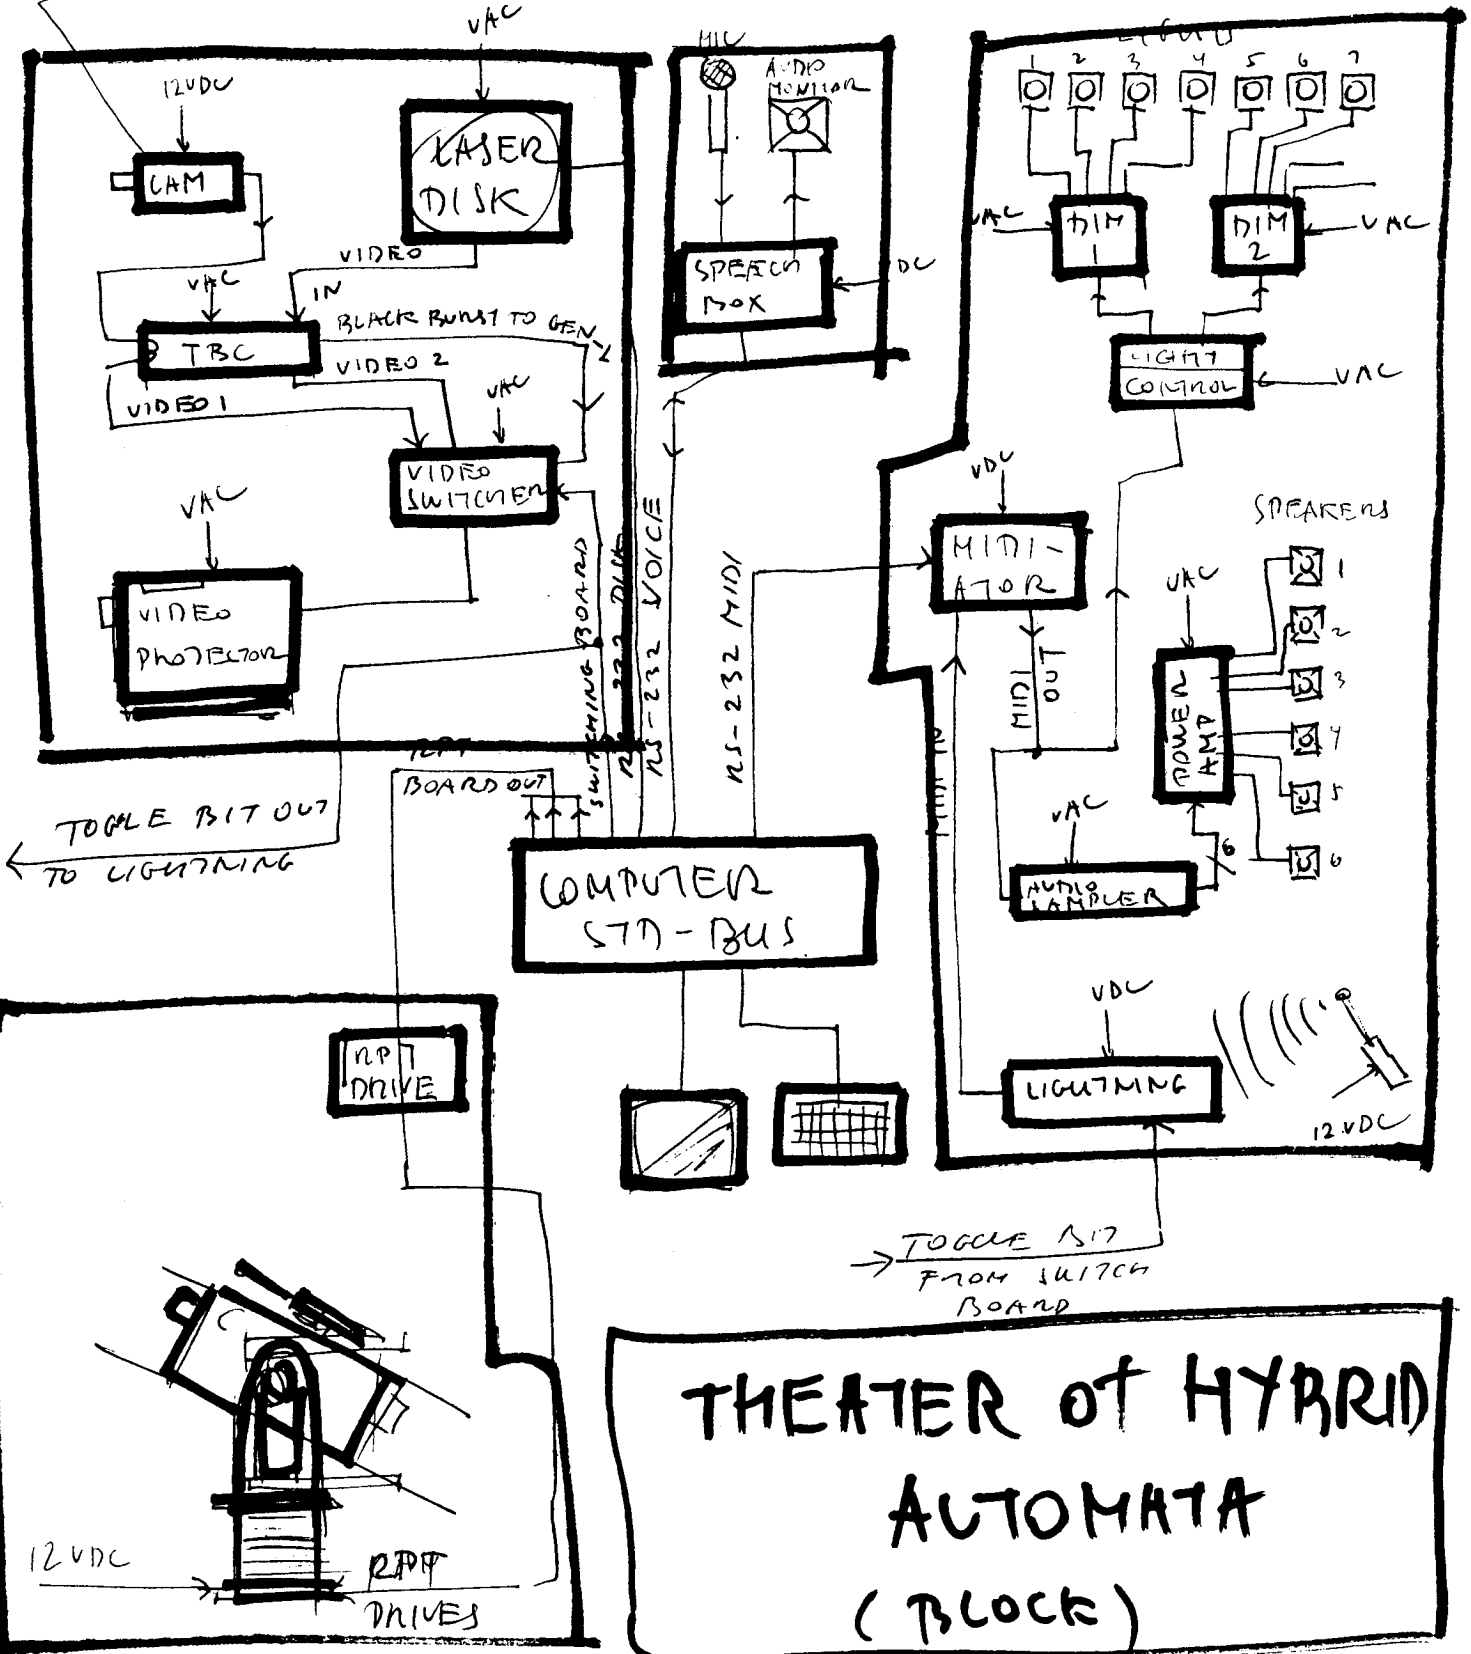 VAC
12VDC
CAM
LASER
DISK
VIDEO
IN
VAC
TBC
BLACK BURST TO GEN-L
VIDEO 2
VIDEO 1
VAC
VIDEO
SWITCHER
VAC
VIDEO
PROJECTOR
MIC
AUDIO
MONITOR
SPEECH
BOX
DC
LIGHTS
1 2 3 4 5 6 7
VAC
DIM
1
DIM
2
VAC
LIGHT
CONTROL
VAC
VDC
MIDI-
ATOR
MIDI
OUT
MIDI IN
SPEAKERS
1
2
3
4
5
6
VAC
POWER
AMP
VAC
6
AUDIO
SAMPLER
SWITCHING BOARD
RS-232 DISK
RS-232 VOICE
RS-232 MIDI
RPT
BOARD OUT
TOGGLE BIT OUT
TO LIGHTNING
COMPUTER
STD-BUS
RPT
DRIVE
VDC
LIGHTNING
12VDC
TOGGLE BIT
FROM SWITCH
BOARD
12VDC
RPT
DRIVES
THEATER OF HYBRID
AUTOMATA
(BLOCK)